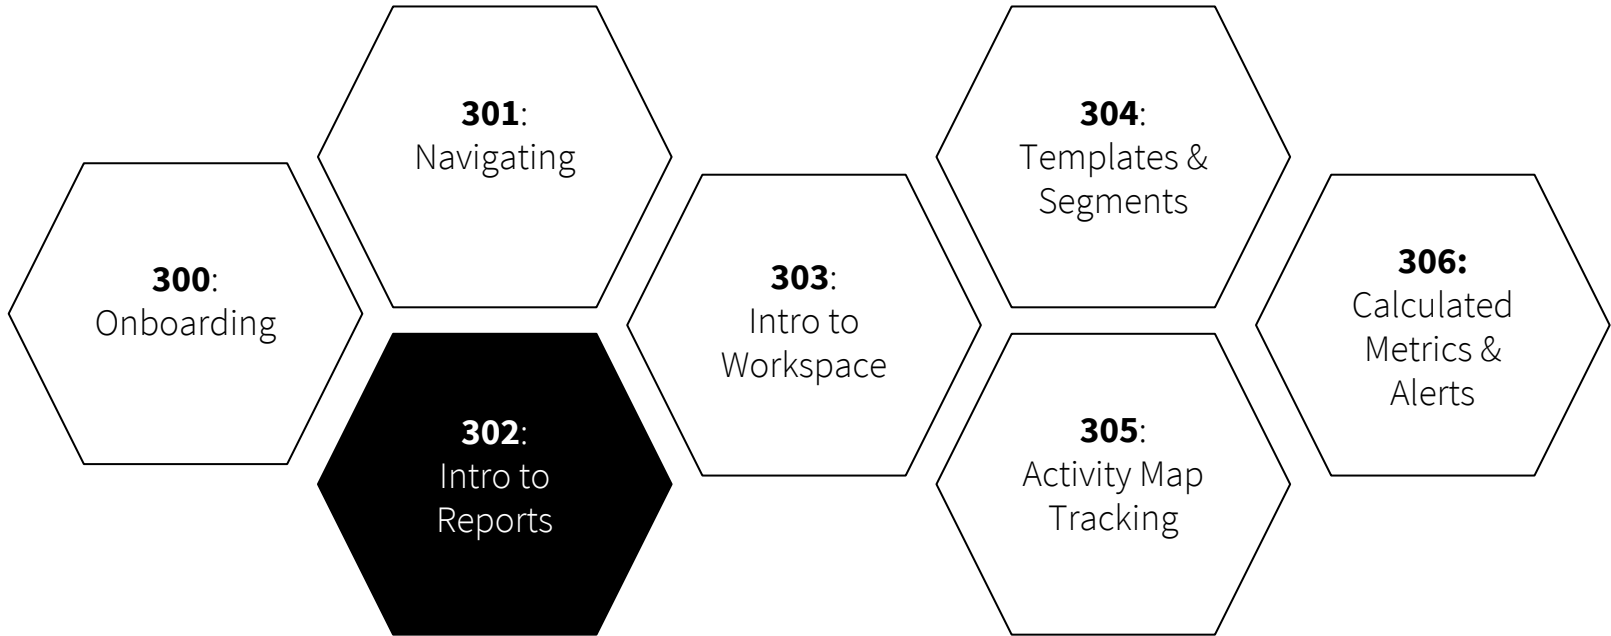 300:
Onboarding
301:
Navigating
302:
Intro to
Reports
303:
Intro to
Workspace
304:
Templates &
Segments
305:
Activity Map
Tracking
306:
Calculated
Metrics &
Alerts